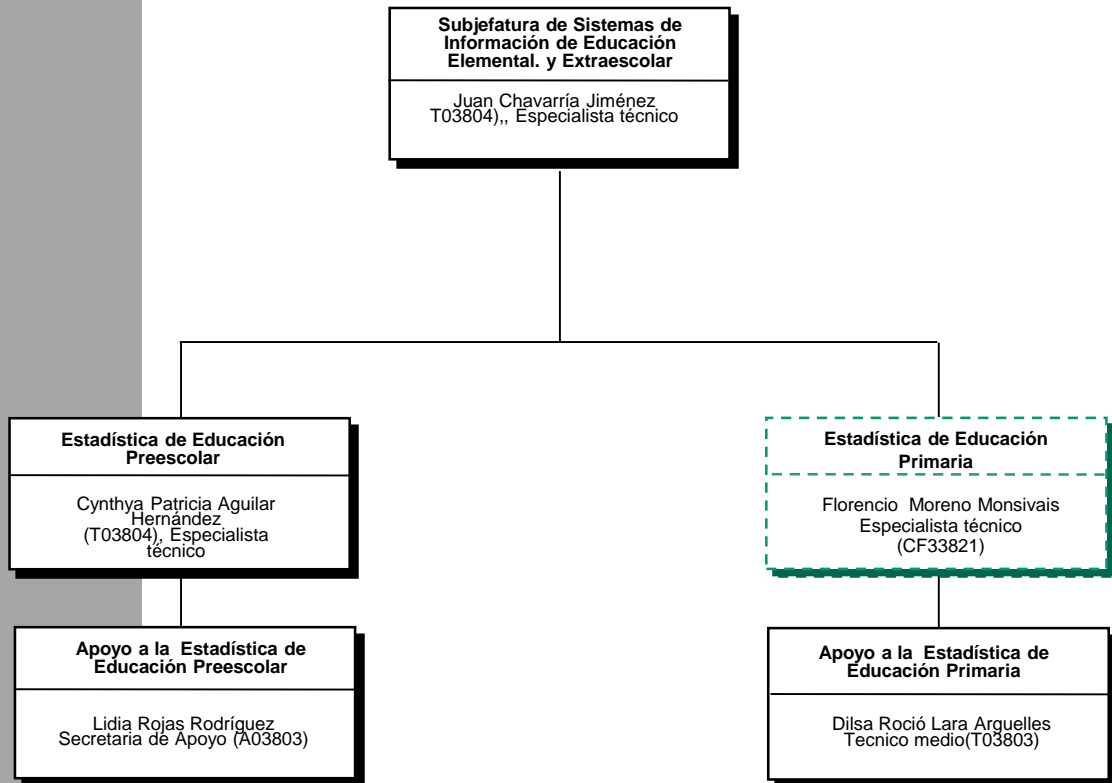 Subjefatura de Sistemas de
Información de Educación
Elemental. y Extraescolar
Juan Chavarría Jiménez
T03804),, Especialista técnico
Estadística de Educación
Preescolar
Cynthya Patricia Aguilar
Hernández
(T03804), Especialista
técnico
Estadística de Educación
Primaria
Florencio Moreno Monsivais
Especialista técnico
(CF33821)
Apoyo a la Estadística de
Educación Preescolar
Lidia Rojas Rodríguez
Secretaria de Apoyo (A03803)
Apoyo a la Estadística de
Educación Primaria
Dilsa Roció Lara Arguelles
Tecnico medio(T03803)